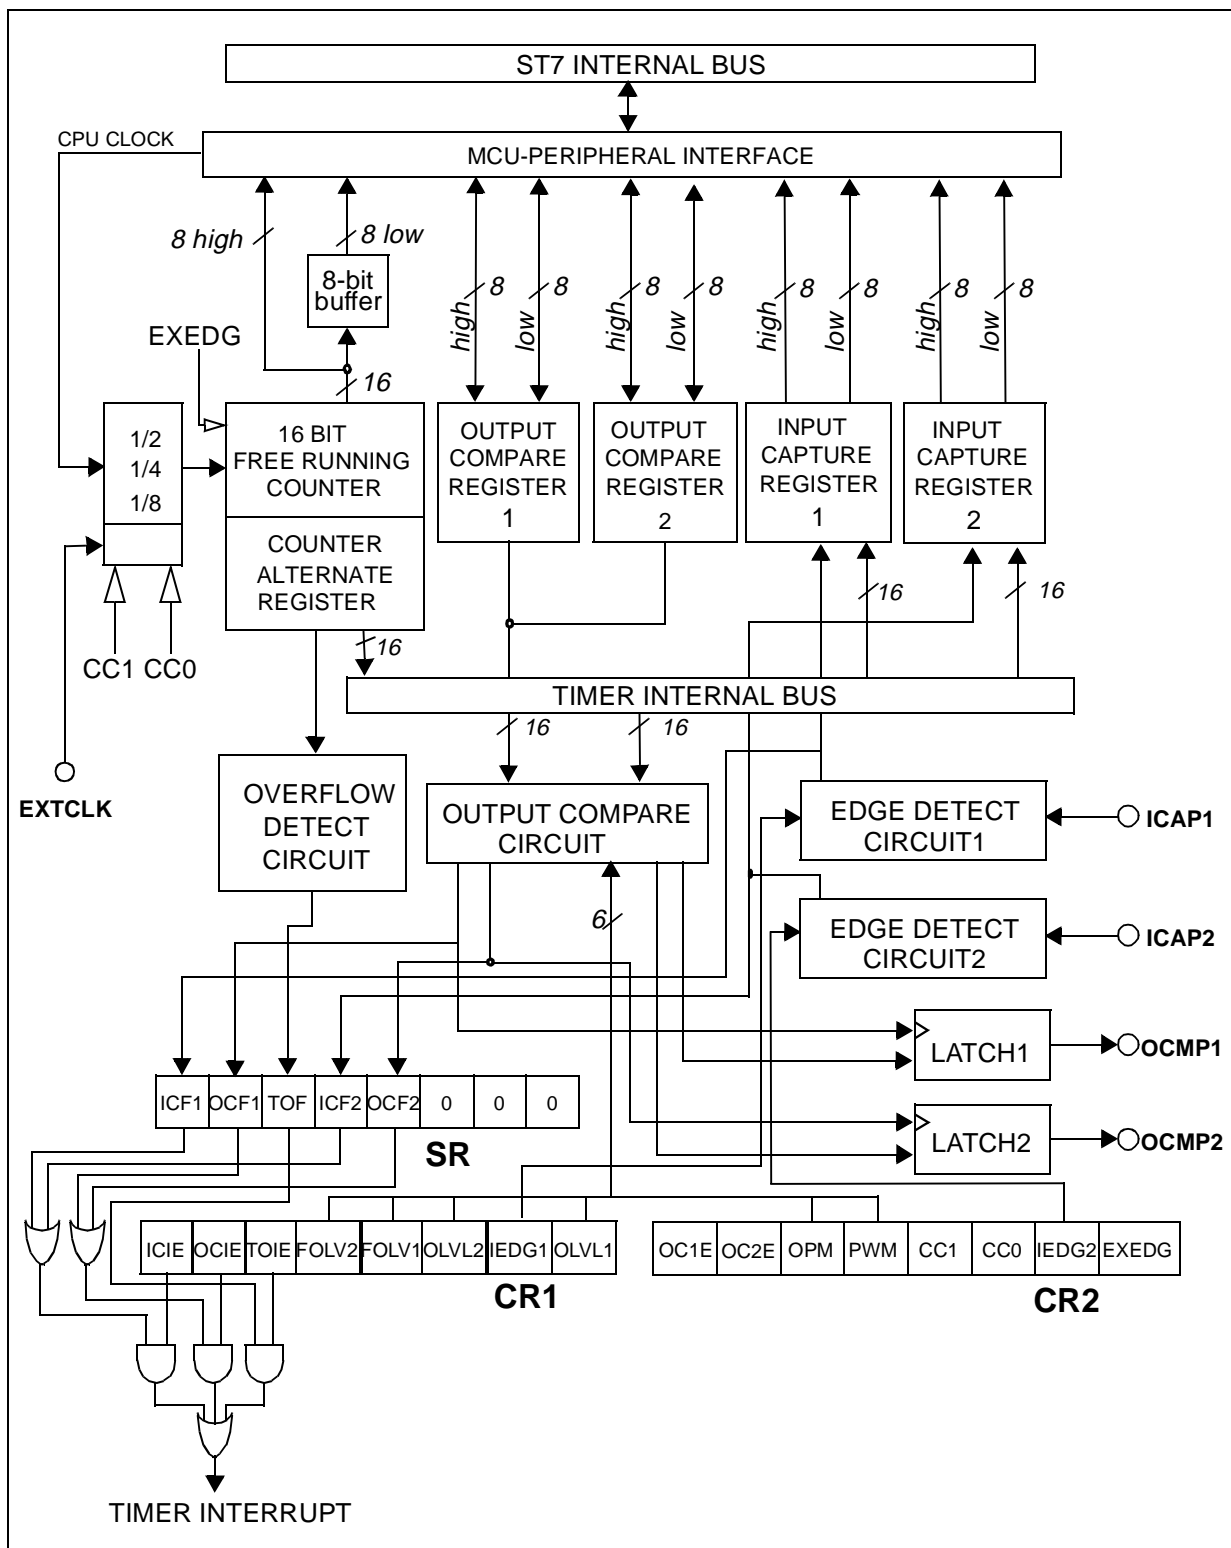 ST7 INTERNAL BUS
CPU CLOCK
MCU-PERIPHERAL INTERFACE
8 high
8 low
8-bit
buffer
high
8
low
8
high
8
low
8
high
8
low
8
high
8
low
8
EXEDG
16
1/2
1/4
1/8
16 BIT
FREE RUNNING
COUNTER
COUNTER
ALTERNATE
REGISTER
OUTPUT
COMPARE
REGISTER
1
OUTPUT
COMPARE
REGISTER
2
INPUT
CAPTURE
REGISTER
1
INPUT
CAPTURE
REGISTER
2
CC1 CC0
16
16
16
TIMER INTERNAL BUS
16
16
EXTCLK
OVERFLOW
DETECT
CIRCUIT
OUTPUT COMPARE
CIRCUIT
EDGE DETECT
CIRCUIT1
ICAP1
6
EDGE DETECT
CIRCUIT2
ICAP2
LATCH1
OCMP1
LATCH2
OCMP2
ICF1 OCF1 TOF ICF2 OCF2 0 0 0
SR
ICIE OCIE TOIE FOLV2 FOLV1 OLVL2 IEDG1 OLVL1
CR1
OC1E OC2E OPM PWM CC1 CC0 IEDG2 EXEDG
CR2
TIMER INTERRUPT